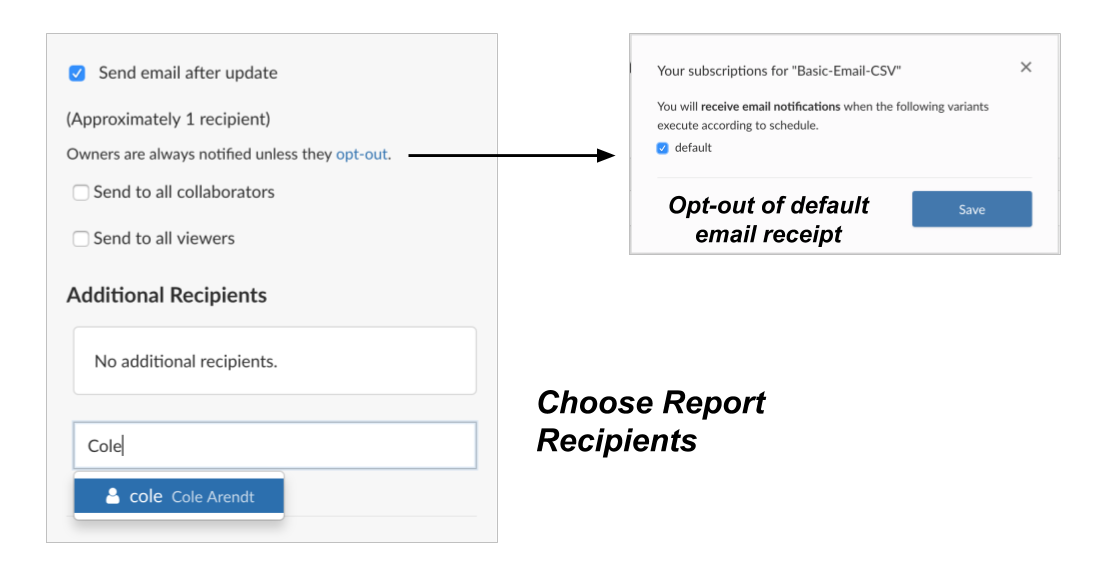 Send email after update
(Approximately 1 recipient)
Owners are always notified unless they opt-out.
Send to all collaborators
Send to all viewers
Additional Recipients
No additional recipients.
Cole
cole Cole Arendt
Your subscriptions for "Basic-Email-CSV"
You will receive email notifications when the following variants
execute according to schedule.
default
Opt-out of default
email receipt
Save
Choose Report
Recipients